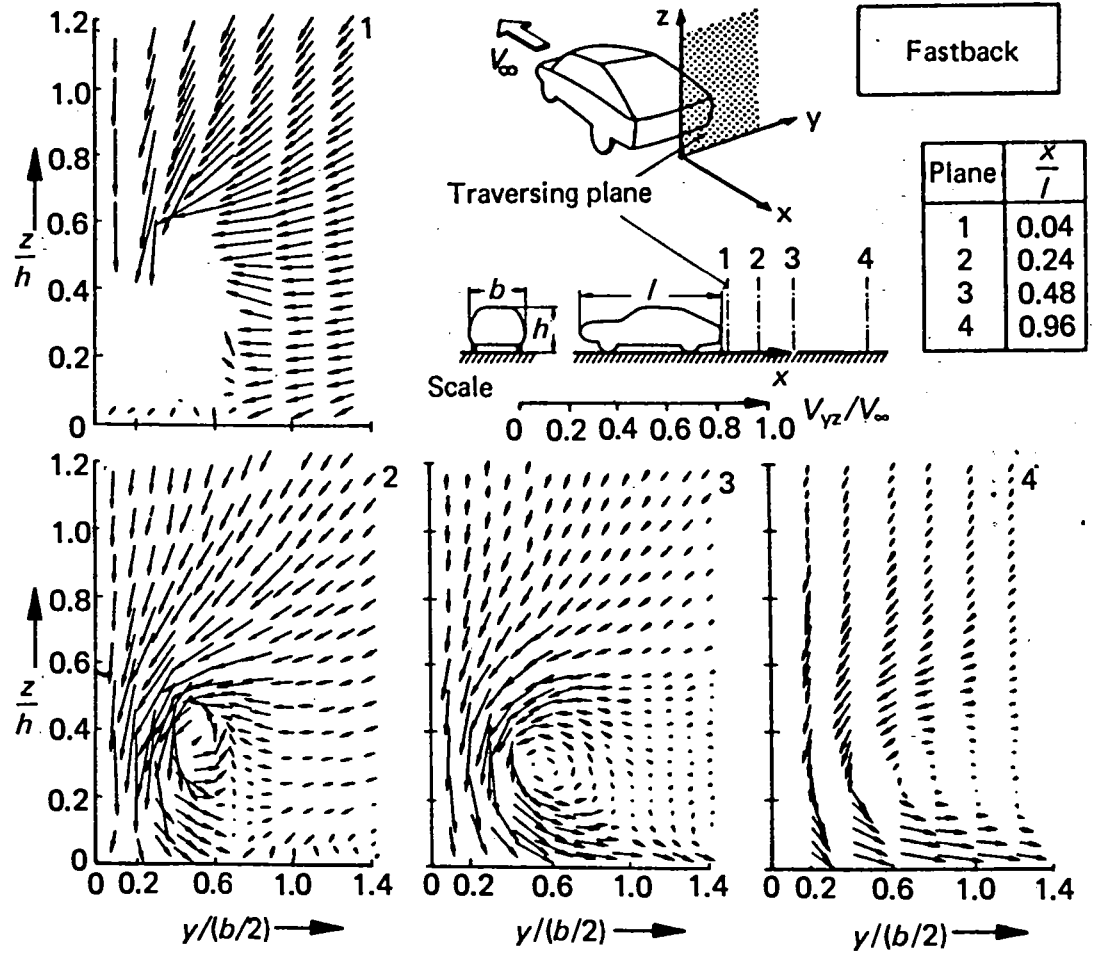 1.2
1.0
0.8
0.6
0.4
0.2
0
z/h
1
V∞
z
y
x
Traversing plane
Fastback
Plane x/l
1 0.04
2 0.24
3 0.48
4 0.96
1 2 3 4
b
h
l
x
Scale
0 0.2 0.4 0.6 0.8 1.0 Vyz/V∞
1.2
1.0
0.8
0.6
0.4
0.2
0
z/h
2
0 0.2 0.6 1.0 1.4
y/(b/2)
3
0 0.2 0.6 1.0 1.4
y/(b/2)
4
0 0.2 0.6 1.0 1.4
y/(b/2)